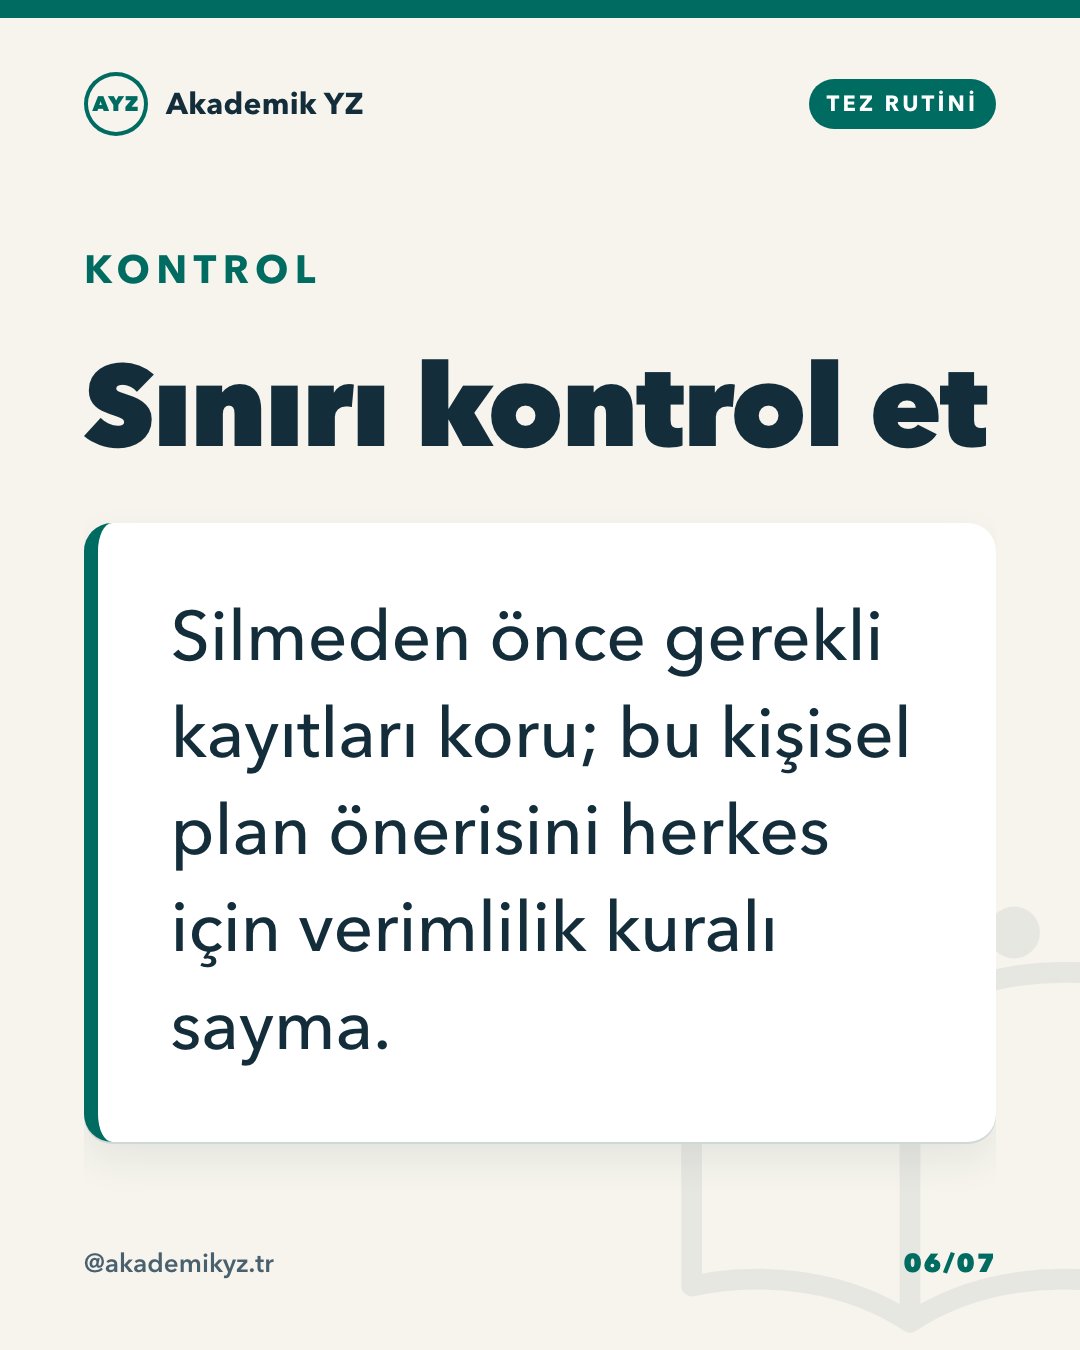 AYZ
Akademik YZ
TEZ RUTİNİ
KONTROL
Sınırı kontrol et
Silmeden önce gerekli
kayıtları koru; bu kişisel
plan önerisini herkes
için verimlilik kuralı
sayma.
@akademikyz.tr
06/07